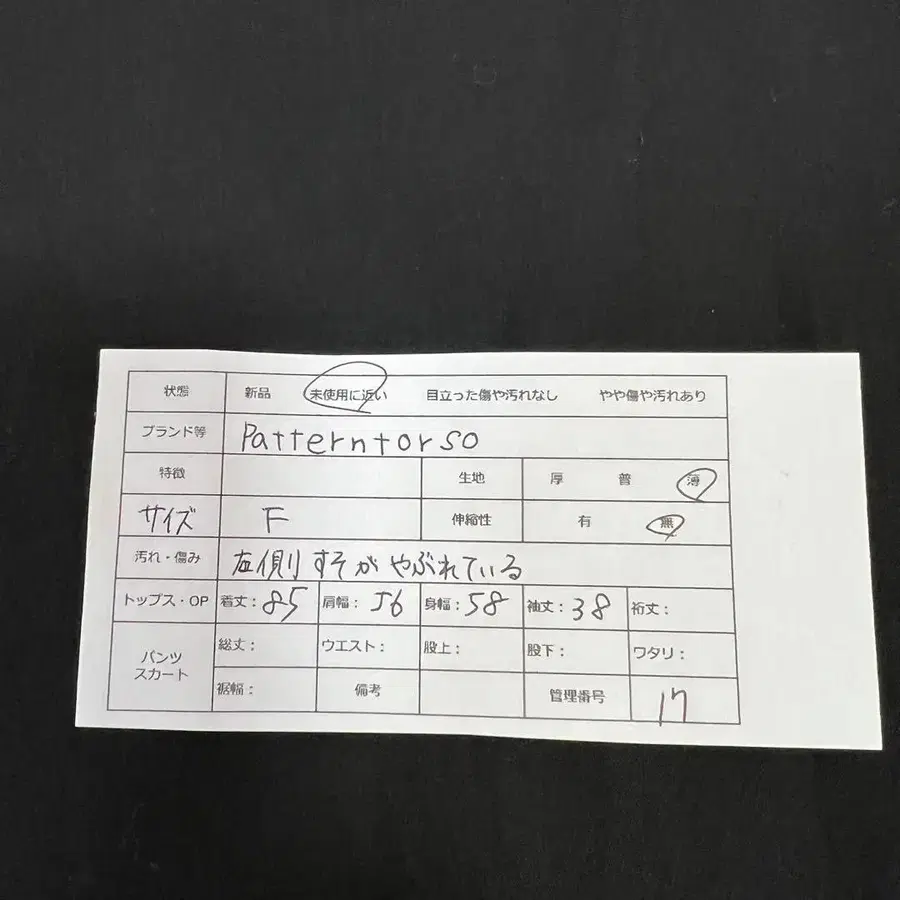 状態 新品 未使用に近い 目立った傷や汚れなし やや傷や汚れあり
ブランド等 Patterntorso
特徴 生地 厚 普 薄
サイズ F 伸縮性 有 無
汚れ・傷み 左側すそがやぶれている
トップス・OP 着丈：85 肩幅：56 身幅：58 袖丈：38 裄丈：
パンツ
スカート
総丈： ウエスト： 股上： 股下： ワタリ：
裾幅： 備考 管理番号 17